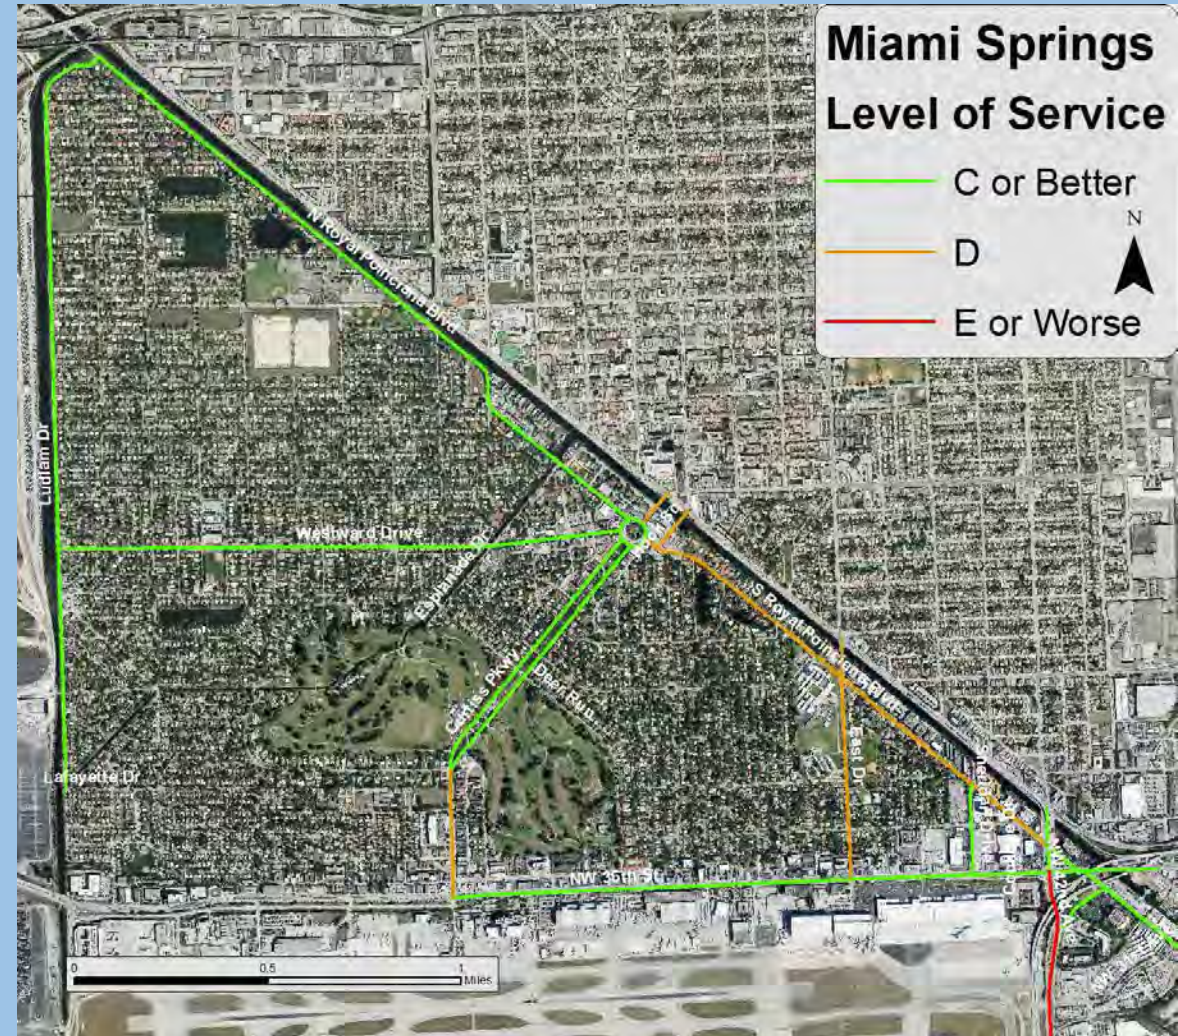 Miami Springs
Level of Service
C or Better
N
D
E or Worse
N Royal Poinciana Blvd
Ludlam Dr
Westward Drive
Esplanade Dr
S Royal Poinciana Blvd
Curtiss Pkwy
Deer Run
East Dr
Lafayette Dr
NW 36th St
0
0.5
1
Miles